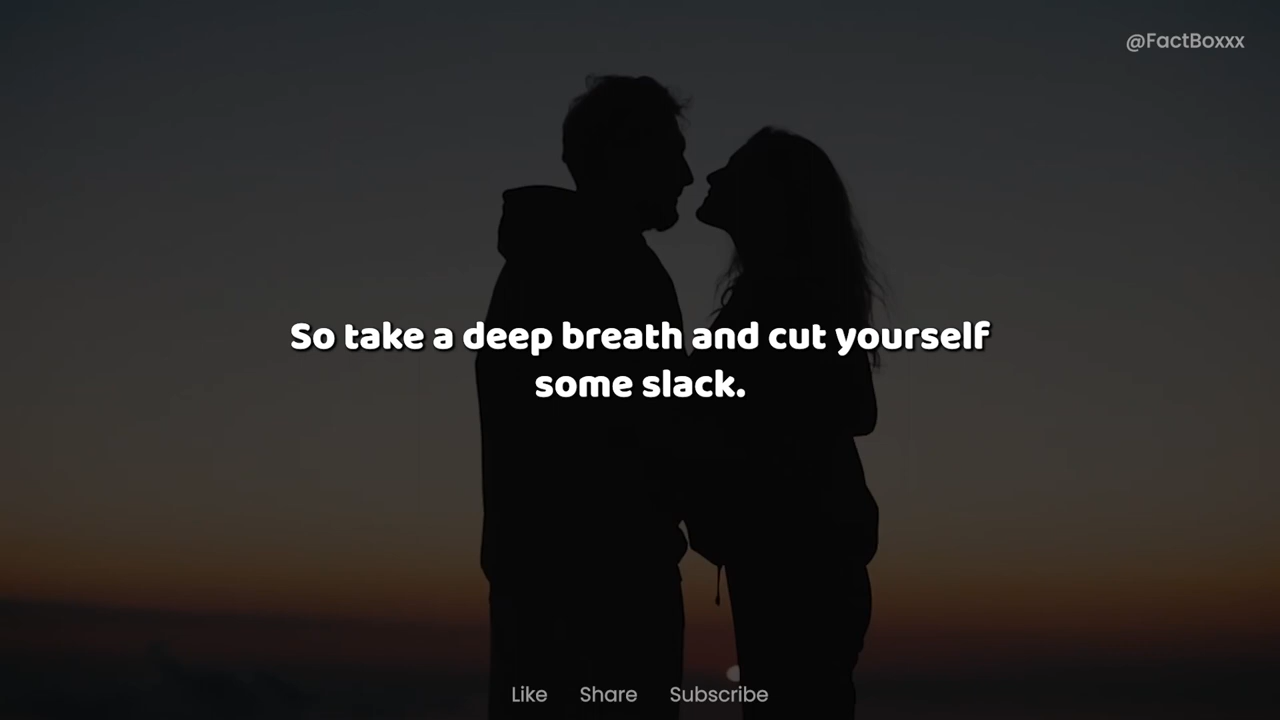 @FactBoxxx
So take a deep breath and cut yourself
some slack.
Like Share Subscribe